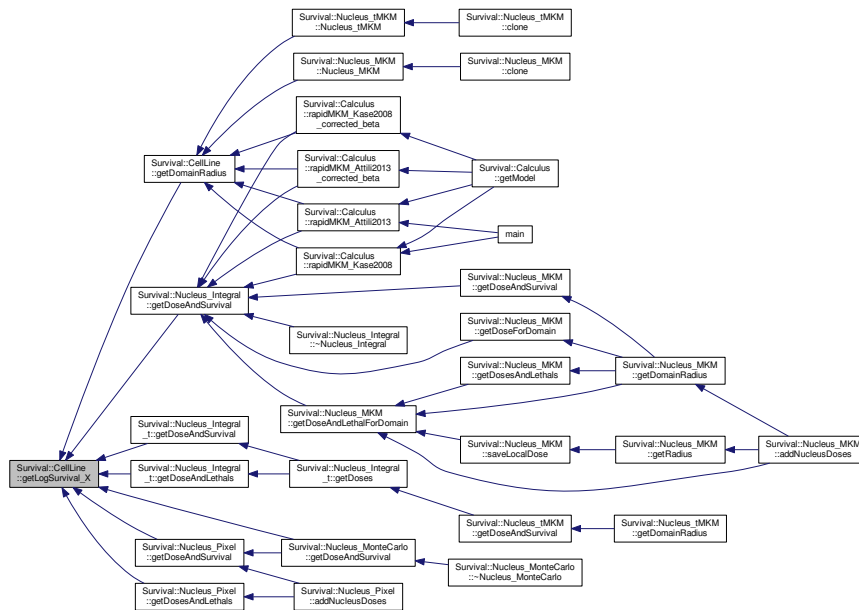 Survival::Nucleus_tMKM
::Nucleus_tMKM
Survival::Nucleus_tMKM
::clone
Survival::Nucleus_MKM
::Nucleus_MKM
Survival::Nucleus_MKM
::clone
Survival::Calculus
::rapidMKM_Kase2008
_corrected_beta
Survival::CellLine
::getDomainRadius
Survival::Calculus
::rapidMKM_Attili2013
_corrected_beta
Survival::Calculus
::getModel
Survival::Calculus
::rapidMKM_Attili2013
main
Survival::Calculus
::rapidMKM_Kase2008
Survival::Nucleus_Integral
::getDoseAndSurvival
Survival::Nucleus_MKM
::getDoseAndSurvival
Survival::Nucleus_Integral
::~Nucleus_Integral
Survival::Nucleus_MKM
::getDoseForDomain
Survival::Nucleus_MKM
::getDosesAndLethals
Survival::Nucleus_MKM
::getDomainRadius
Survival::Nucleus_MKM
::getDoseAndLethalForDomain
Survival::Nucleus_MKM
::saveLocalDose
Survival::Nucleus_MKM
::getRadius
Survival::Nucleus_MKM
::addNucleusDoses
Survival::Nucleus_Integral
_t::getDoseAndSurvival
Survival::CellLine
::getLogSurvival_X
Survival::Nucleus_Integral
_t::getDoseAndLethals
Survival::Nucleus_Integral
_t::getDoses
Survival::Nucleus_tMKM
::getDoseAndSurvival
Survival::Nucleus_tMKM
::getDomainRadius
Survival::Nucleus_Pixel
::getDoseAndSurvival
Survival::Nucleus_MonteCarlo
::getDoseAndSurvival
Survival::Nucleus_MonteCarlo
::~Nucleus_MonteCarlo
Survival::Nucleus_Pixel
::getDosesAndLethals
Survival::Nucleus_Pixel
::addNucleusDoses